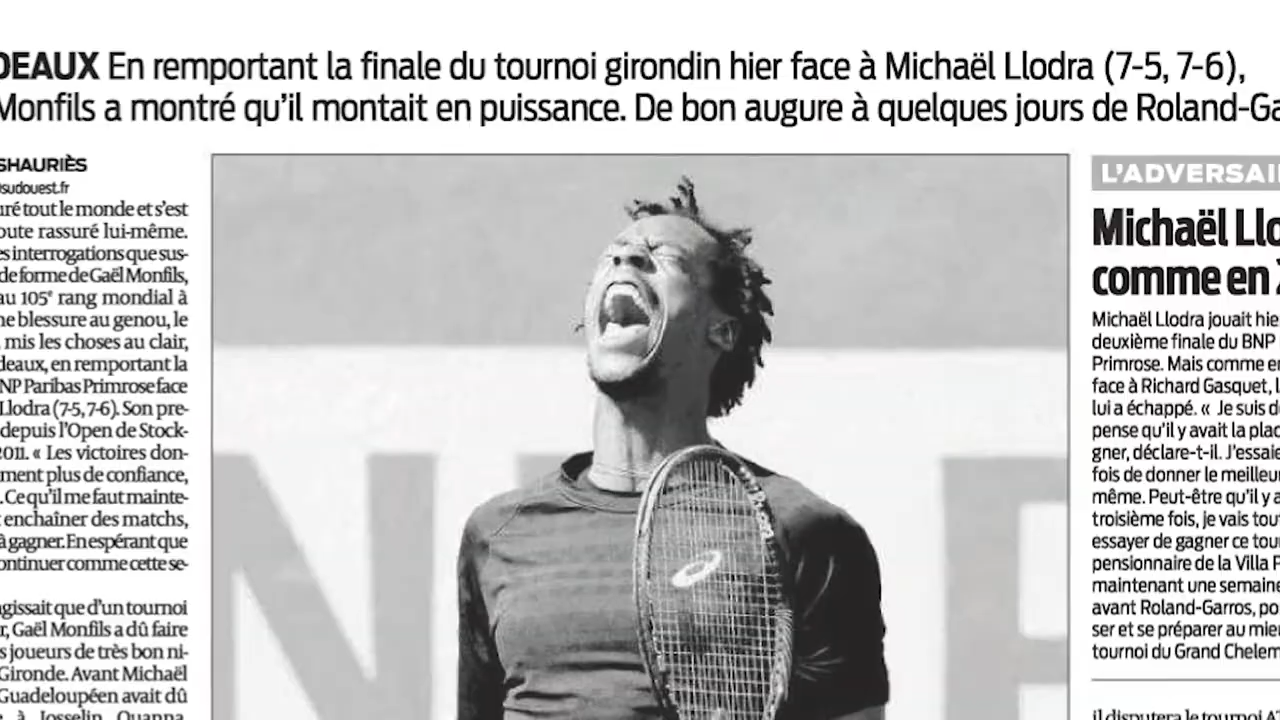 DEAUX En remportant la finale du tournoi girondin hier face à Michaël Llodra (7-5, 7-6),
Monfils a montré qu’il montait en puissance. De bon augure à quelques jours de Roland-Ga
SHAURIÈS
sudouest.fr
uré tout le monde et s’est
oute rassuré lui-même.
es interrogations que sus-
de forme de Gaël Monfils,
au 105e rang mondial à
ne blessure au genou, le
mis les choses au clair,
deaux, en remportant la
NP Paribas Primrose face
Llodra (7-5, 7-6). Son pre-
depuis l’Open de Stock-
2011. « Les victoires don-
ment plus de confiance,
. Ce qu’il me faut mainte-
t enchaîner des matchs,
à gagner. En espérant que
ontinuer comme cette se-
agissait que d’un tournoi
r, Gaël Monfils a dû faire
s joueurs de très bon ni-
Gironde. Avant Michaël
Guadeloupéen avait dû
à Josselin Ouanna,
L’ADVERSAI
Michaël Llo
comme en
Michaël Llodra jouait hie
deuxième finale du BNP
Primrose. Mais comme e
face à Richard Gasquet, l
lui a échappé. « Je suis d
pense qu’il y avait la plac
gner, déclare-t-il. J’essaie
fois de donner le meilleu
même. Peut-être qu’il y a
troisième fois, je vais tout
essayer de gagner ce tour
pensionnaire de la Villa P
maintenant une semaine
avant Roland-Garros, po
ser et se préparer au mie
tournoi du Grand Chelem
il disputera le tournoi AT